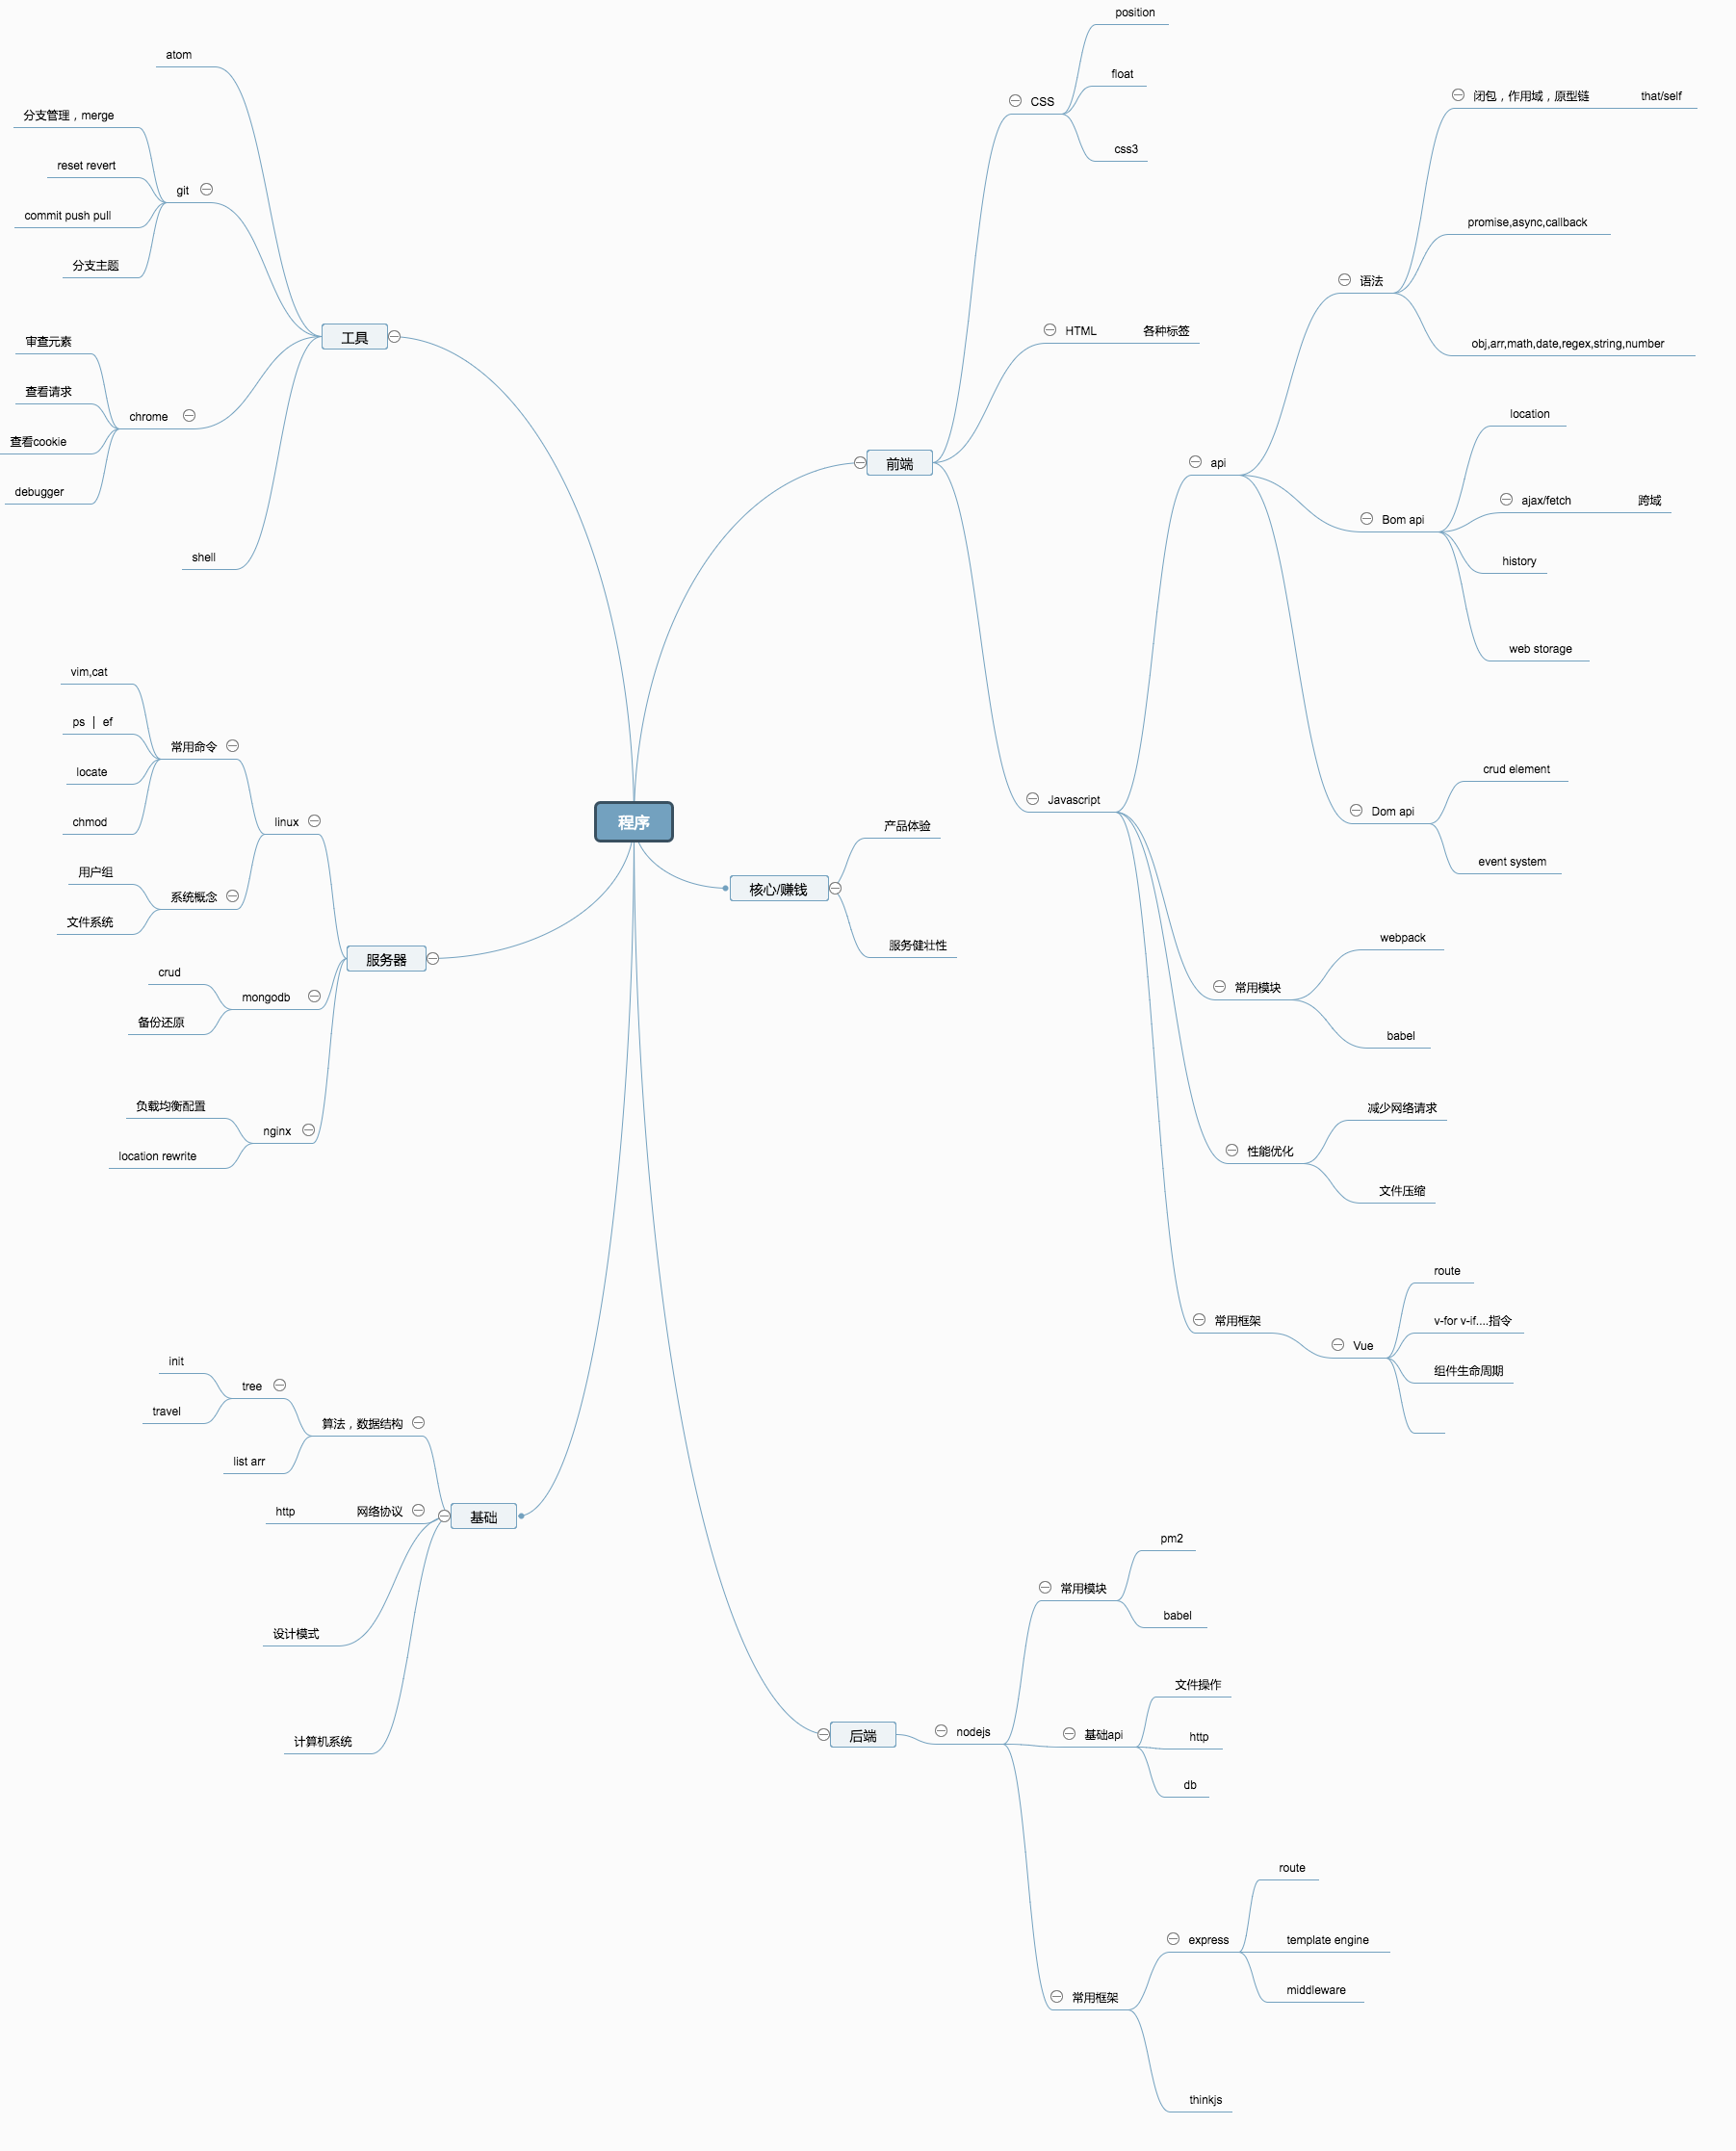 程序
工具
atom
git
分支管理，merge
reset revert
commit push pull
分支主题
chrome
审查元素
查看请求
查看cookie
debugger
shell
服务器
linux
常用命令
vim,cat
ps | ef
locate
chmod
系统概念
用户组
文件系统
mongodb
crud
备份还原
nginx
负载均衡配置
location rewrite
基础
算法，数据结构
tree
init
travel
list arr
网络协议
http
设计模式
计算机系统
前端
CSS
position
float
css3
HTML
各种标签
Javascript
api
语法
闭包，作用域，原型链
that/self
promise,async,callback
obj,arr,math,date,regex,string,number
Bom api
location
ajax/fetch
跨域
history
web storage
Dom api
crud element
event system
常用模块
webpack
babel
性能优化
减少网络请求
文件压缩
常用框架
Vue
route
v-for v-if....指令
组件生命周期
核心/赚钱
产品体验
服务健壮性
后端
nodejs
常用模块
pm2
babel
基础api
文件操作
http
db
常用框架
express
route
template engine
middleware
thinkjs